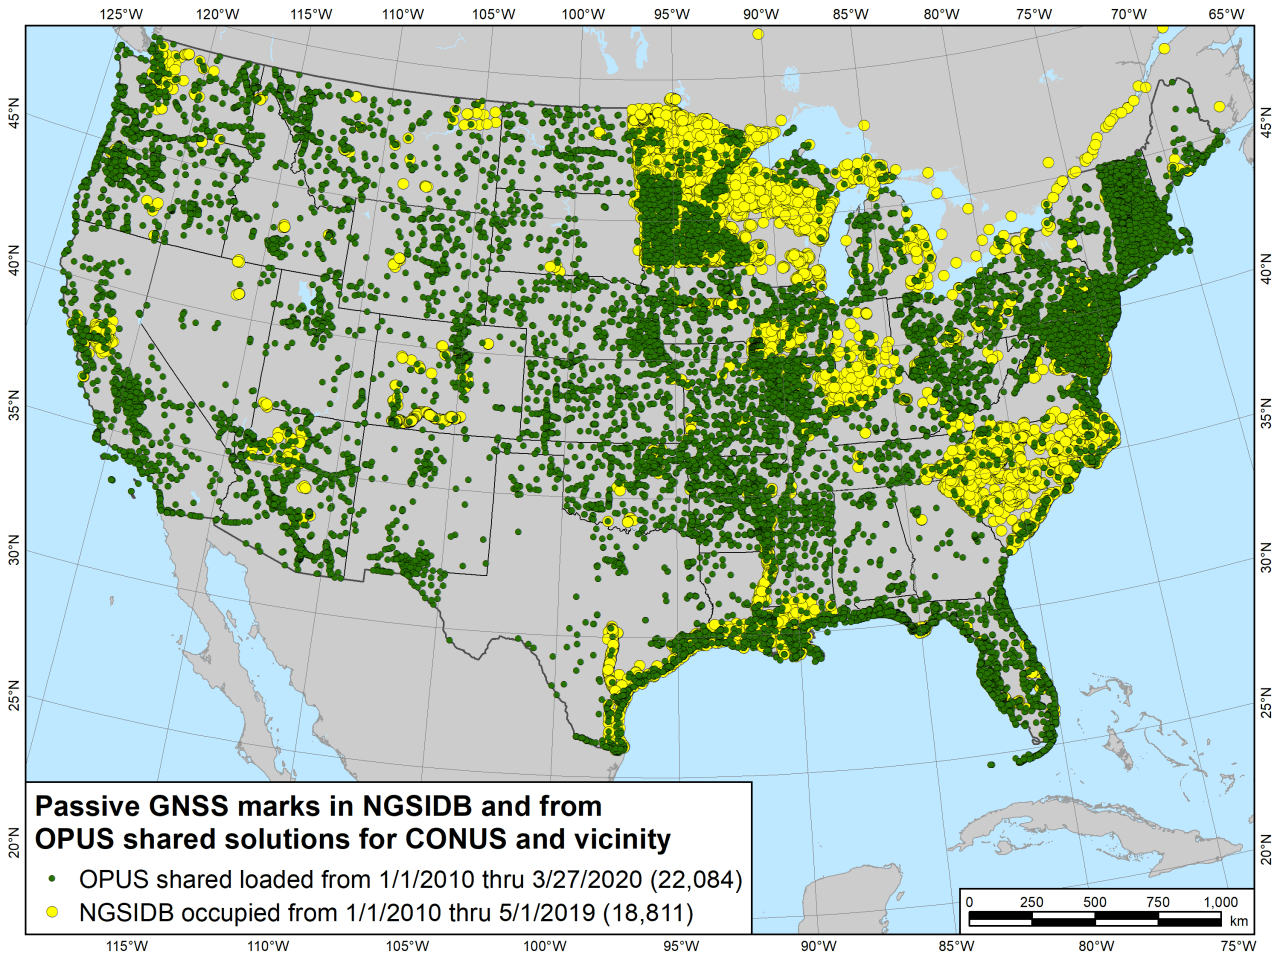 125°W 120°W 115°W 110°W 105°W 100°W 95°W 90°W 85°W 80°W 75°W 70°W 65°W
45°N
45°N
40°N
40°N
35°N
35°N
30°N
30°N
25°N
25°N
20°N
20°N
Passive GNSS marks in NGSIDB and from
OPUS shared solutions for CONUS and vicinity
OPUS shared loaded from 1/1/2010 thru 3/27/2020 (22,084)
NGSIDB occupied from 1/1/2010 thru 5/1/2019 (18,811)
0 250 500 750 1,000
km
115°W 110°W 105°W 100°W 95°W 90°W 85°W 80°W 75°W